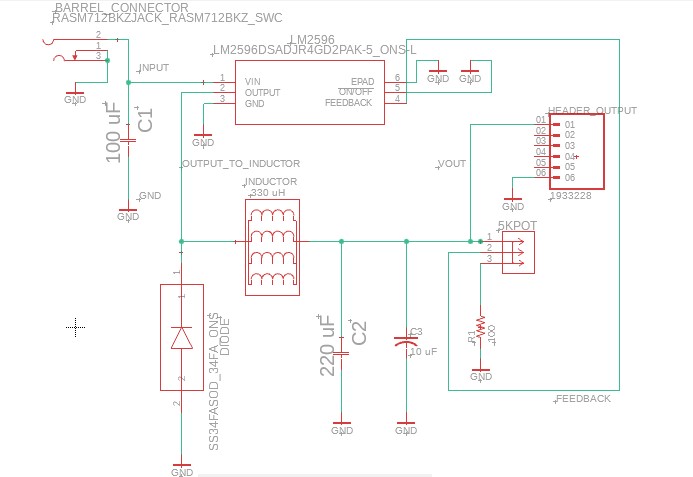 BARREL_CONNECTOR
RASM712BKZJACK_RASM712BKZ_SWC
2
1
3
INPUT
GND
100 uF
C1
GND
LM2596
LM2596DSADJR4GD2PAK-5_ONS-L
1
2
3
VIN
OUTPUT
GND
EPAD
ON/OFF
FEEDBACK
6
5
4
GND
GND
GND
HEADER_OUTPUT
01
02
03
04
05
06
01
02
03
04
05
06
1933228
GND
VOUT
OUTPUT_TO_INDUCTOR
INDUCTOR
330 uH
5KPOT
1
2
3
R1
100
GND
FEEDBACK
1
1
2
2
SS34FASOD_34FA_ONS
DIODE
GND
220 uF
C2
GND
C3
10 uF
GND